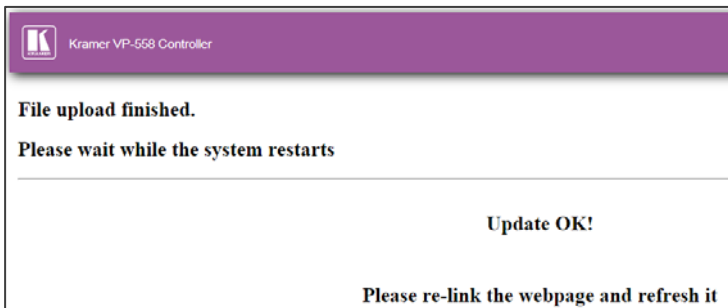 KRAMER
Kramer VP-558 Controller
File upload finished.
Please wait while the system restarts
Update OK!
Please re-link the webpage and refresh it